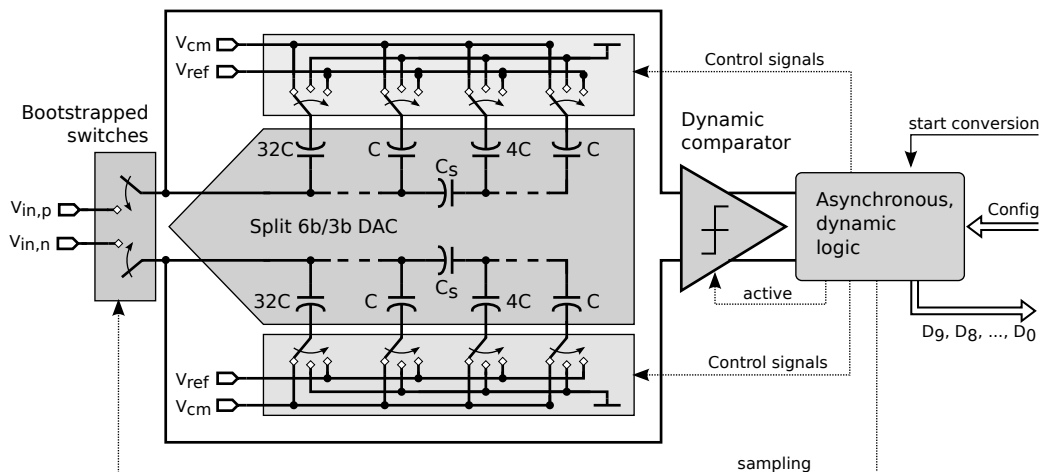 Vcm
Vref
Control signals
Bootstrapped
switches
Dynamic
comparator
start conversion
32C
C
4C
C
Cs
Vin,p
Split 6b/3b DAC
Asynchronous,
dynamic
logic
Config
Vin,n
Cs
32C
C
4C
C
active
D9, D8, ..., D0
Control signals
Vref
Vcm
sampling